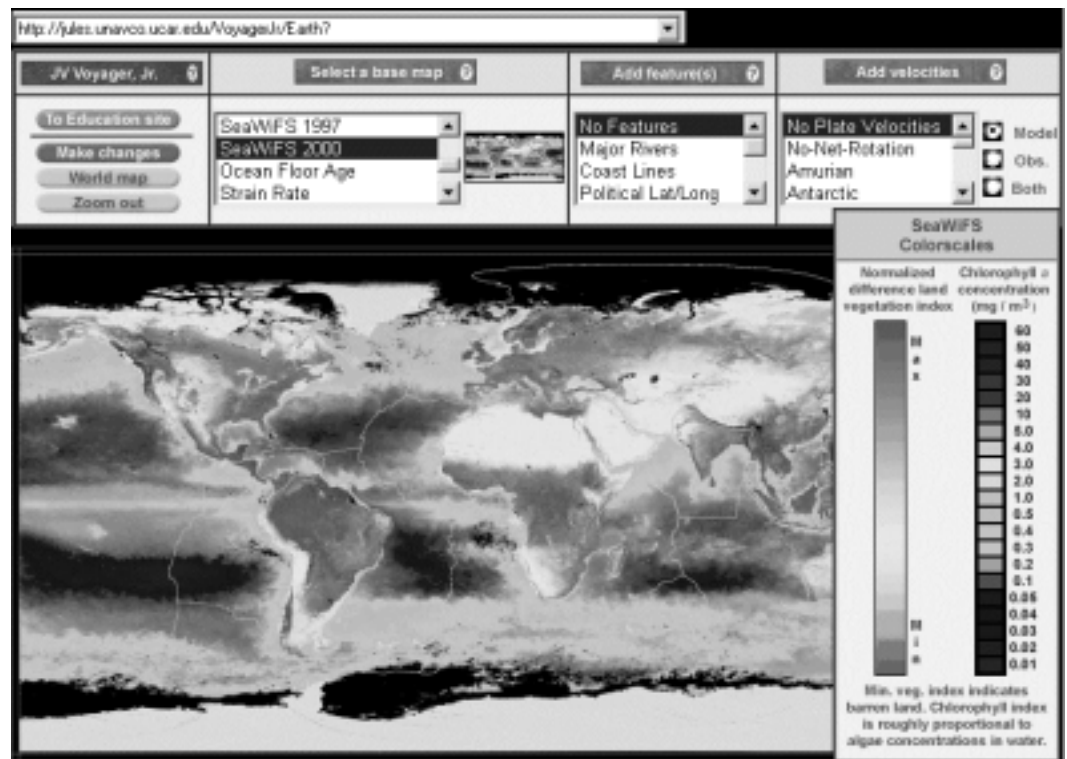 http://jules.unavco.ucar.edu/VoyagerJr/Earth?
JV Voyager, Jr. ?
Select a base map ?
Add feature(s) ?
Add velocities ?
To Education site
Make changes
World map
Zoom out
SeaWiFS 1997
SeaWiFS 2000
Ocean Floor Age
Strain Rate
No Features
Major Rivers
Coast Lines
Political Lat/Long
No Plate Velocities
No-Net-Rotation
Amurian
Antarctic
Model
Obs.
Both
SeaWiFS
Colorscales
Normalized
difference land
vegetation index
Chlorophyll a
concentration
(mg / m3)
M
a
x
M
i
n
60
50
40
30
20
10
5.0
4.0
3.0
2.0
1.0
0.5
0.4
0.3
0.2
0.1
0.05
0.04
0.03
0.02
0.01
Min. veg. index indicates
barren land. Chlorophyll index
is roughly proportional to
algae concentrations in water.